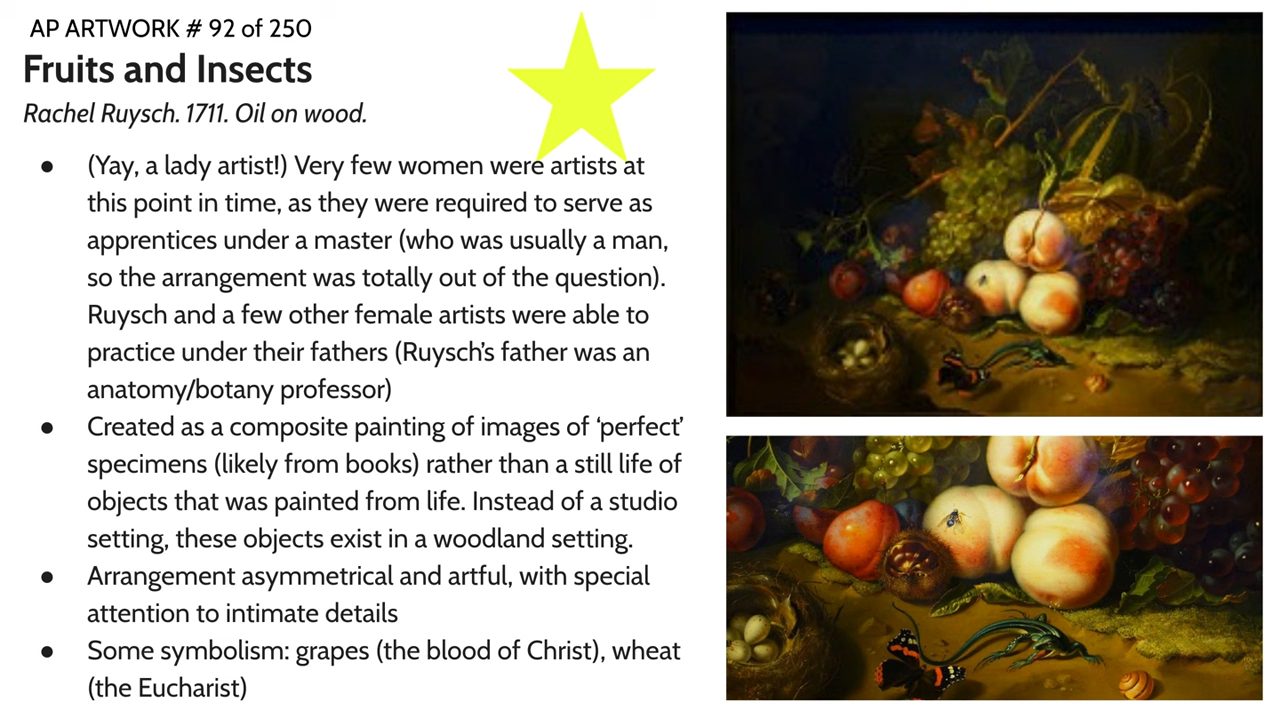 AP ARTWORK # 92 of 250
Fruits and Insects
Rachel Ruysch. 1711. Oil on wood.
● (Yay, a lady artist!) Very few women were artists at
this point in time, as they were required to serve as
apprentices under a master (who was usually a man,
so the arrangement was totally out of the question).
Ruysch and a few other female artists were able to
practice under their fathers (Ruysch's father was an
anatomy/botany professor)
● Created as a composite painting of images of ‘perfect’
specimens (likely from books) rather than a still life of
objects that was painted from life. Instead of a studio
setting, these objects exist in a woodland setting.
● Arrangement asymmetrical and artful, with special
attention to intimate details
● Some symbolism: grapes (the blood of Christ), wheat
(the Eucharist)